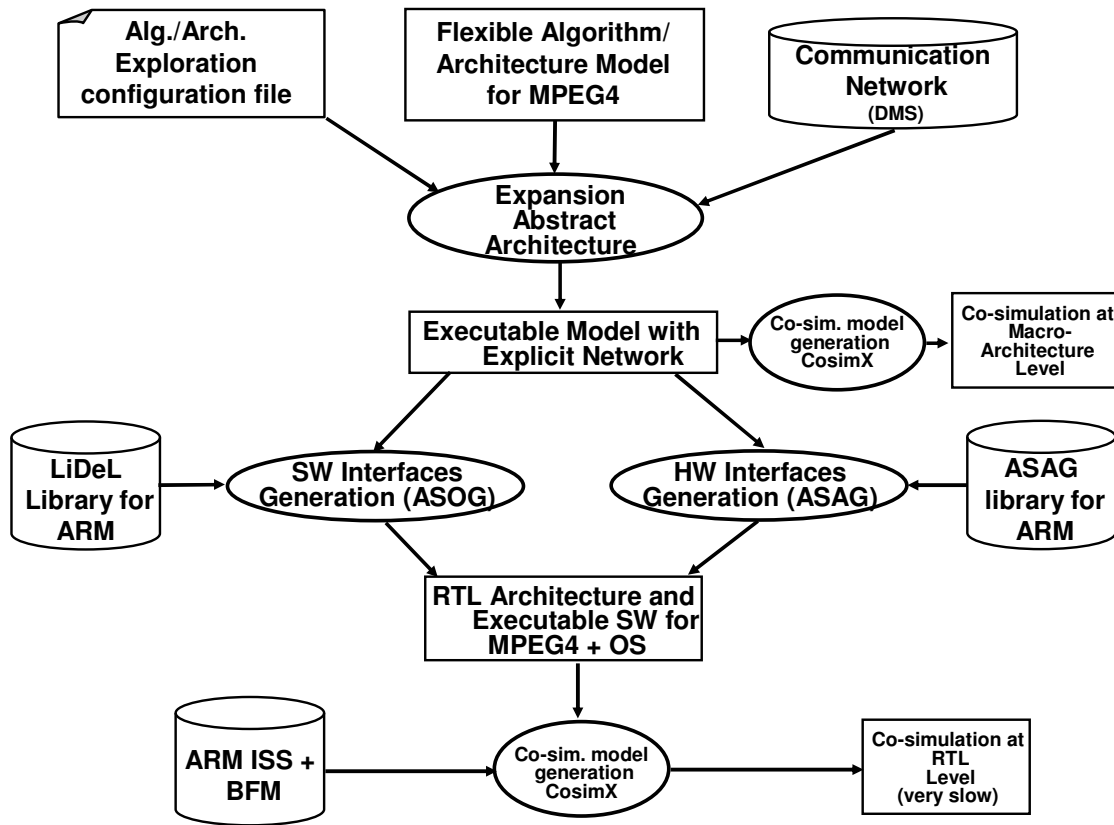 Alg./Arch.
Exploration
configuration file
Flexible Algorithm/
Architecture Model
for MPEG4
Communication
Network
(DMS)
Expansion
Abstract
Architecture
Executable Model with
Explicit Network
Co-sim. model
generation
CosimX
Co-simulation at
Macro-
Architecture
Level
LiDeL
Library for
ARM
SW Interfaces
Generation (ASOG)
HW Interfaces
Generation (ASAG)
ASAG
library for
ARM
RTL Architecture and
Executable SW for
MPEG4 + OS
ARM ISS +
BFM
Co-sim. model
generation
CosimX
Co-simulation at
RTL
Level
(very slow)